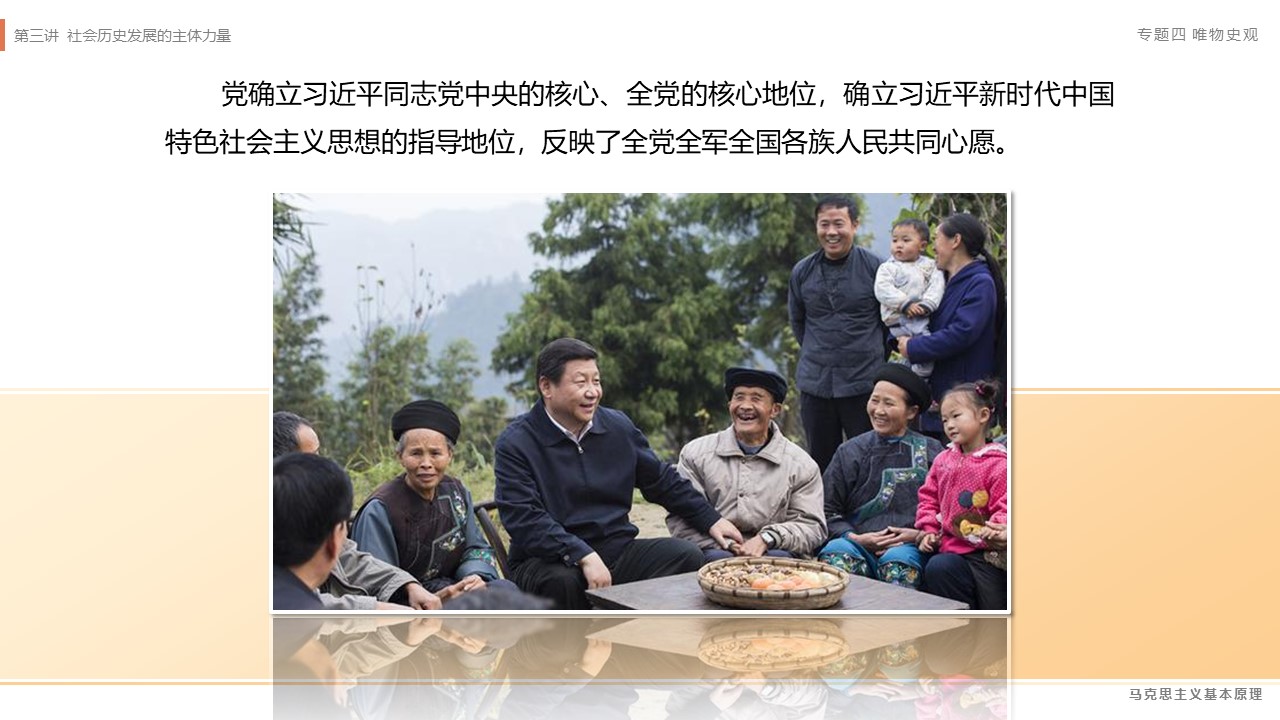 第三讲 社会历史发展的主体力量
专题四 唯物史观
党确立习近平同志党中央的核心、全党的核心地位，确立习近平新时代中国
特色社会主义思想的指导地位，反映了全党全军全国各族人民共同心愿。
马克思主义基本原理